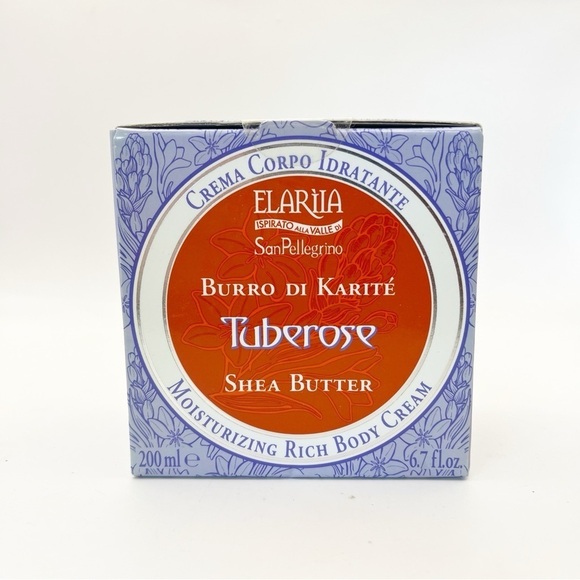 CREMA CORPO IDRATANTE
ELARIIA
ISPIRATO ALLA VALLE DI
SanPellegrino
BURRO DI KARITÉ
Tuberose
SHEA BUTTER
MOISTURIZING RICH BODY CREAM
200 ml ℮
6.7 fl.oz.